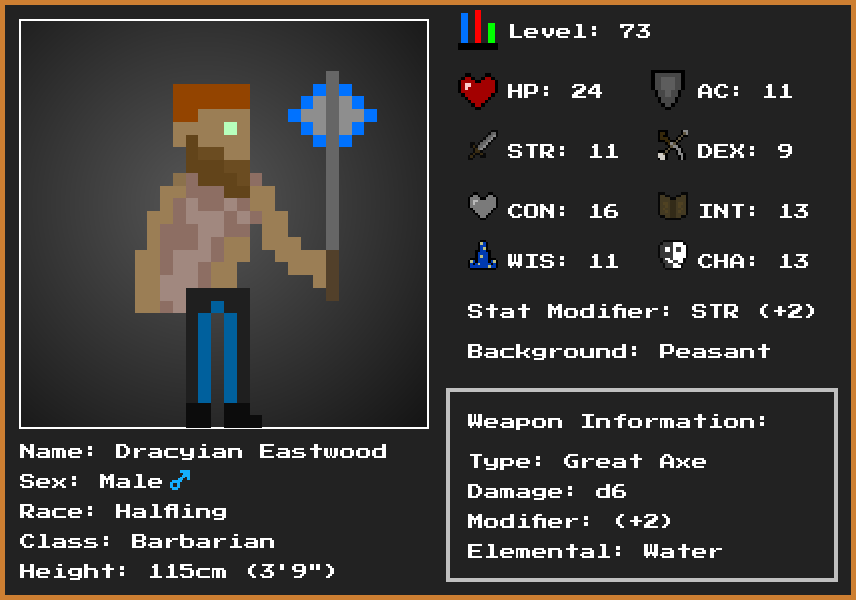 Level: 73
HP: 24 AC: 11
STR: 11 DEX: 9
CON: 16 INT: 13
WIS: 11 CHA: 13
Stat Modifier: STR (+2)
Background: Peasant
Weapon Information:
Type: Great Axe
Damage: d6
Modifier: (+2)
Elemental: Water
Name: Dracyian Eastwood
Sex: Male ♂
Race: Halfling
Class: Barbarian
Height: 115cm (3'9")